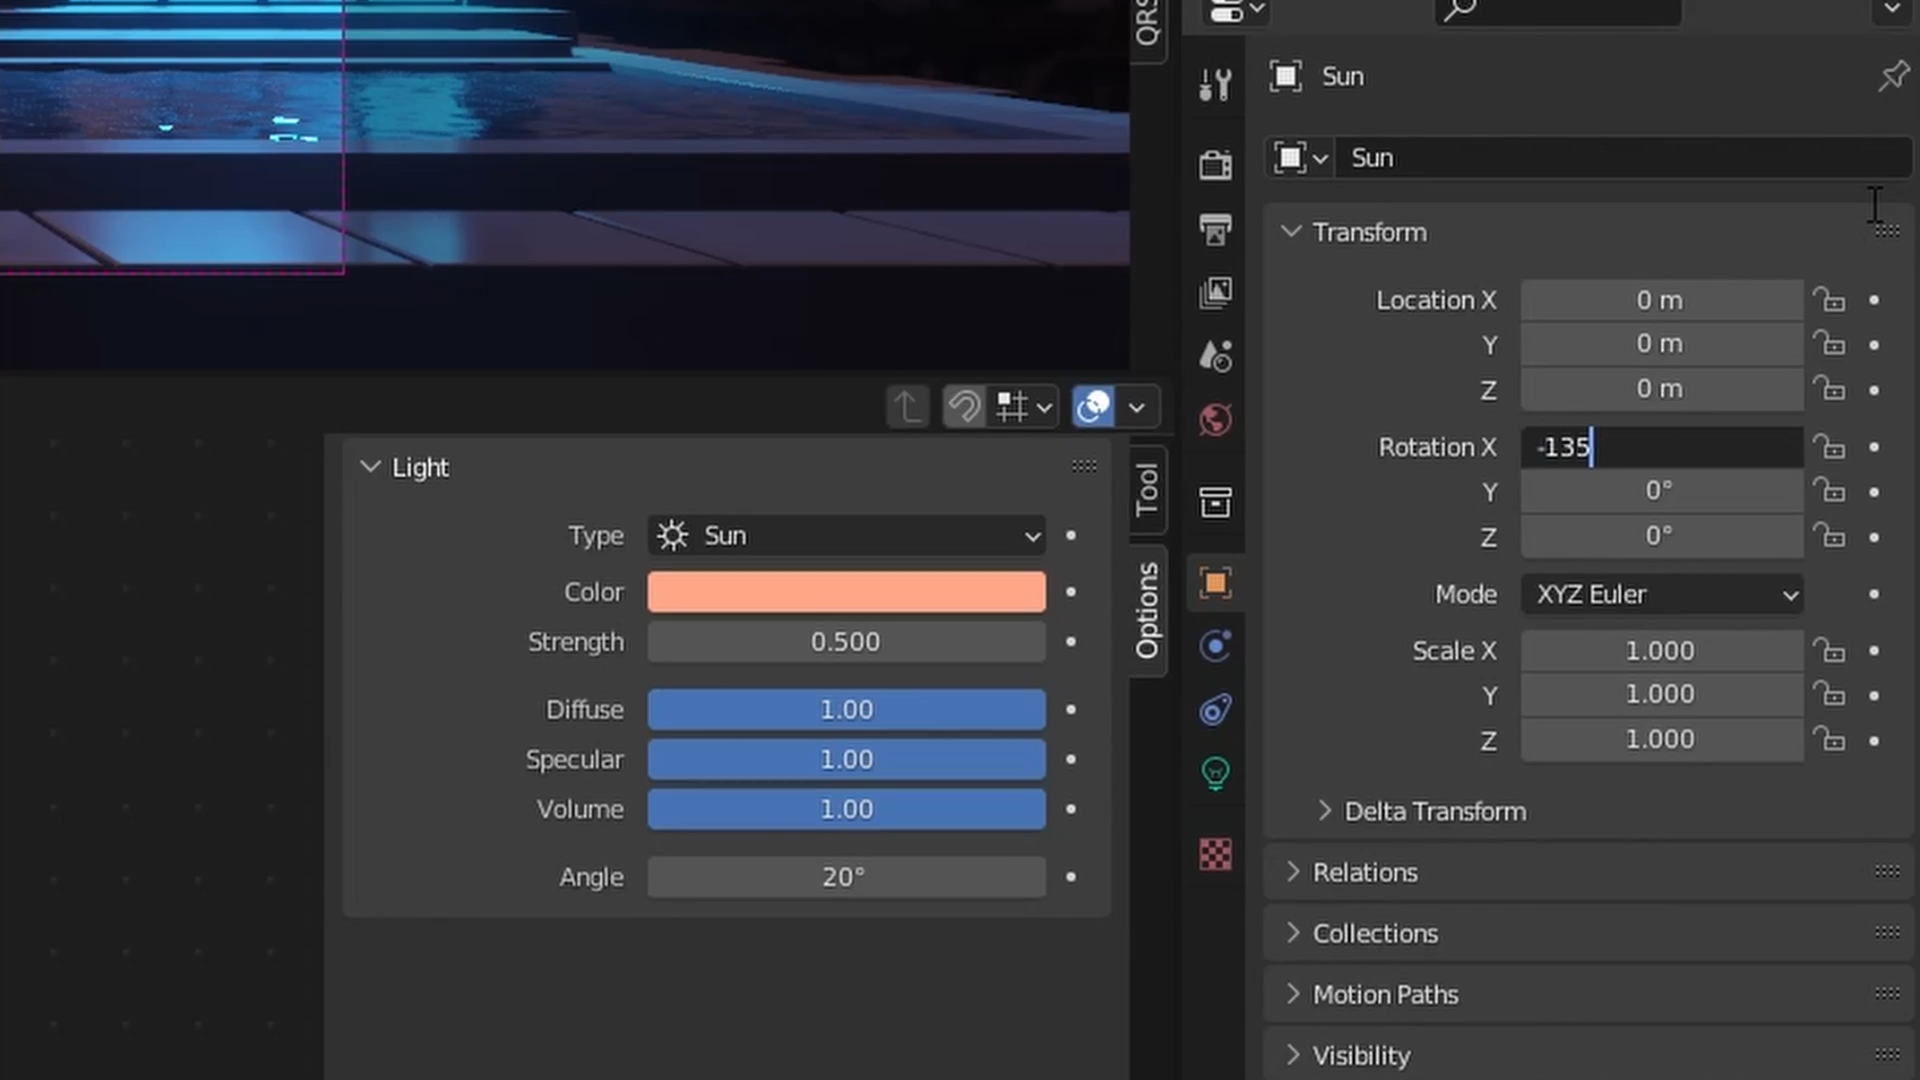 QRS
Sun
Sun
Transform
Location X 0 m
Y 0 m
Z 0 m
Rotation X -135
Y 0°
Z 0°
Mode XYZ Euler
Scale X 1.000
Y 1.000
Z 1.000
Delta Transform
Relations
Collections
Motion Paths
Visibility
Light
Type Sun
Color
Strength 0.500
Diffuse 1.00
Specular 1.00
Volume 1.00
Angle 20°
Tool
Options